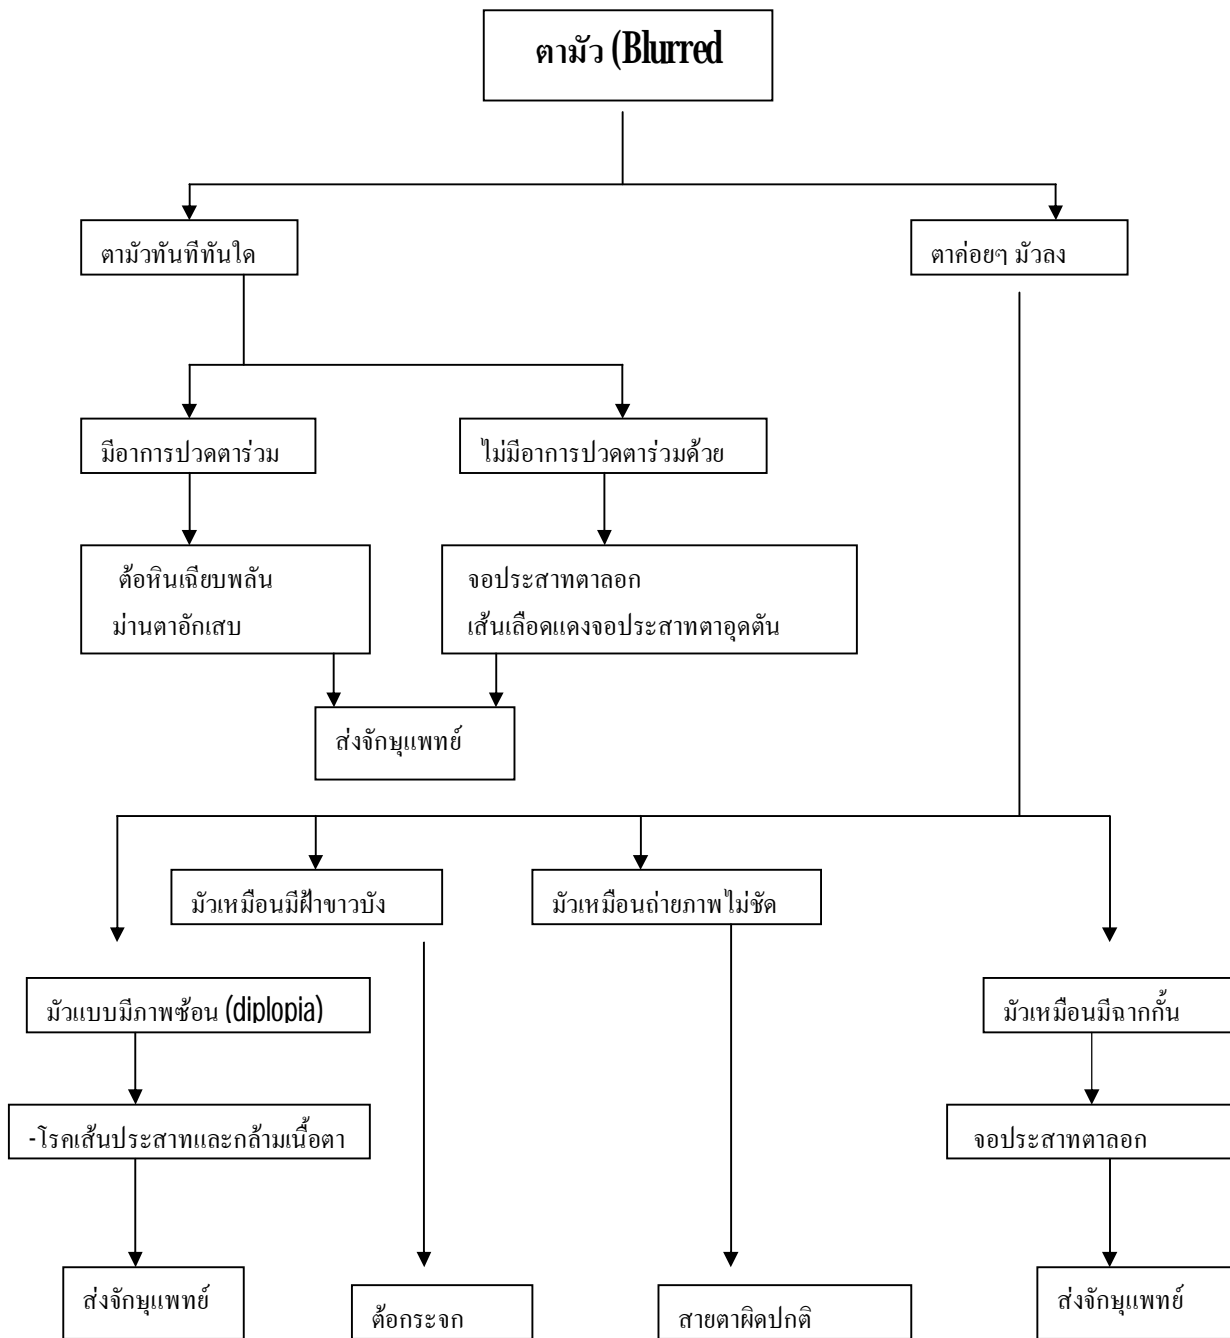 ตามัว (Blurred
ตามัวทันทีทันใด
ตาค่อยๆ มัวลง
มีอาการปวดตาร่วม
ไม่มีอาการปวดตาร่วมด้วย
ต้อหินเฉียบพลัน
ม่านตาอักเสบ
จอประสาทตาลอก
เส้นเลือดแดงจอประสาทตาอุดตัน
ส่งจักษุแพทย์
มัวเหมือนมีฝ้าขาวบัง
มัวเหมือนถ่ายภาพไม่ชัด
มัวแบบมีภาพซ้อน (diplopia)
มัวเหมือนมีฉากกั้น
-โรคเส้นประสาทและกล้ามเนื้อตา
จอประสาทตาลอก
ส่งจักษุแพทย์
ต้อกระจก
สายตาผิดปกติ
ส่งจักษุแพทย์